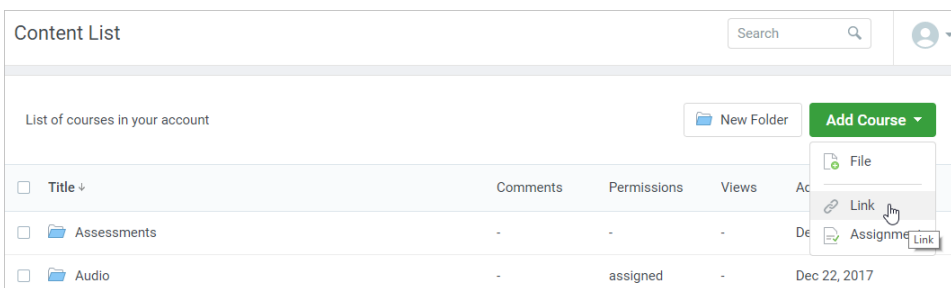 Content List
Search
List of courses in your account
New Folder
Add Course
File
Title
Comments
Permissions
Views
Link
Assessments
-
-
-
Link
Audio
-
assigned
-
Dec 22, 2017